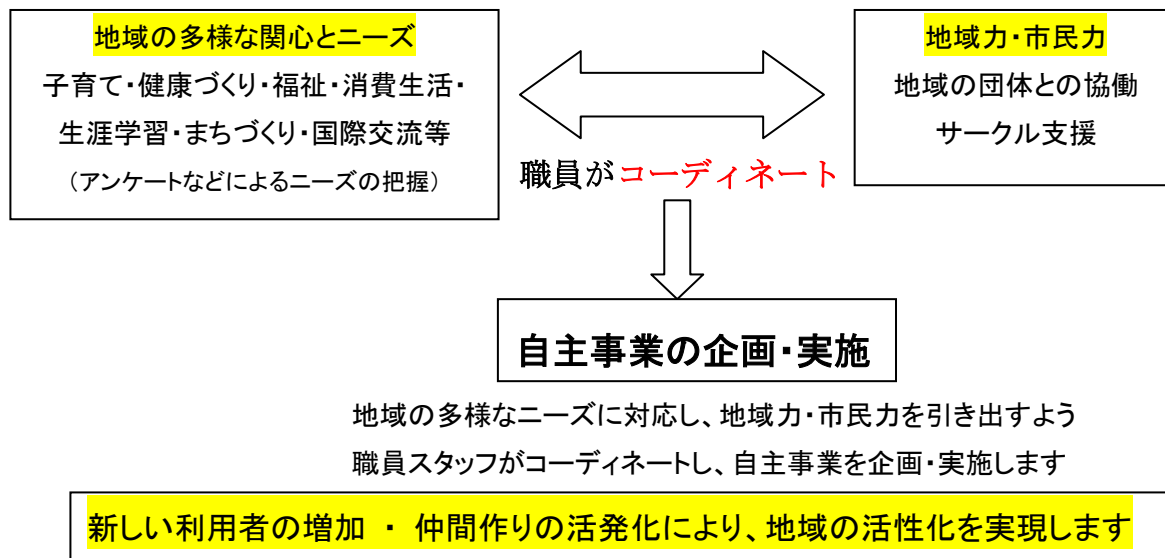 地域の多様な関心とニーズ
子育て・健康づくり・福祉・消費生活・
生涯学習・まちづくり・国際交流等
（アンケートなどによるニーズの把握）
地域力・市民力
地域の団体との協働
サークル支援
職員がコーディネート
自主事業の企画・実施
地域の多様なニーズに対応し、地域力・市民力を引き出すよう
職員スタッフがコーディネートし、自主事業を企画・実施します
新しい利用者の増加 ・ 仲間作りの活発化により、地域の活性化を実現します